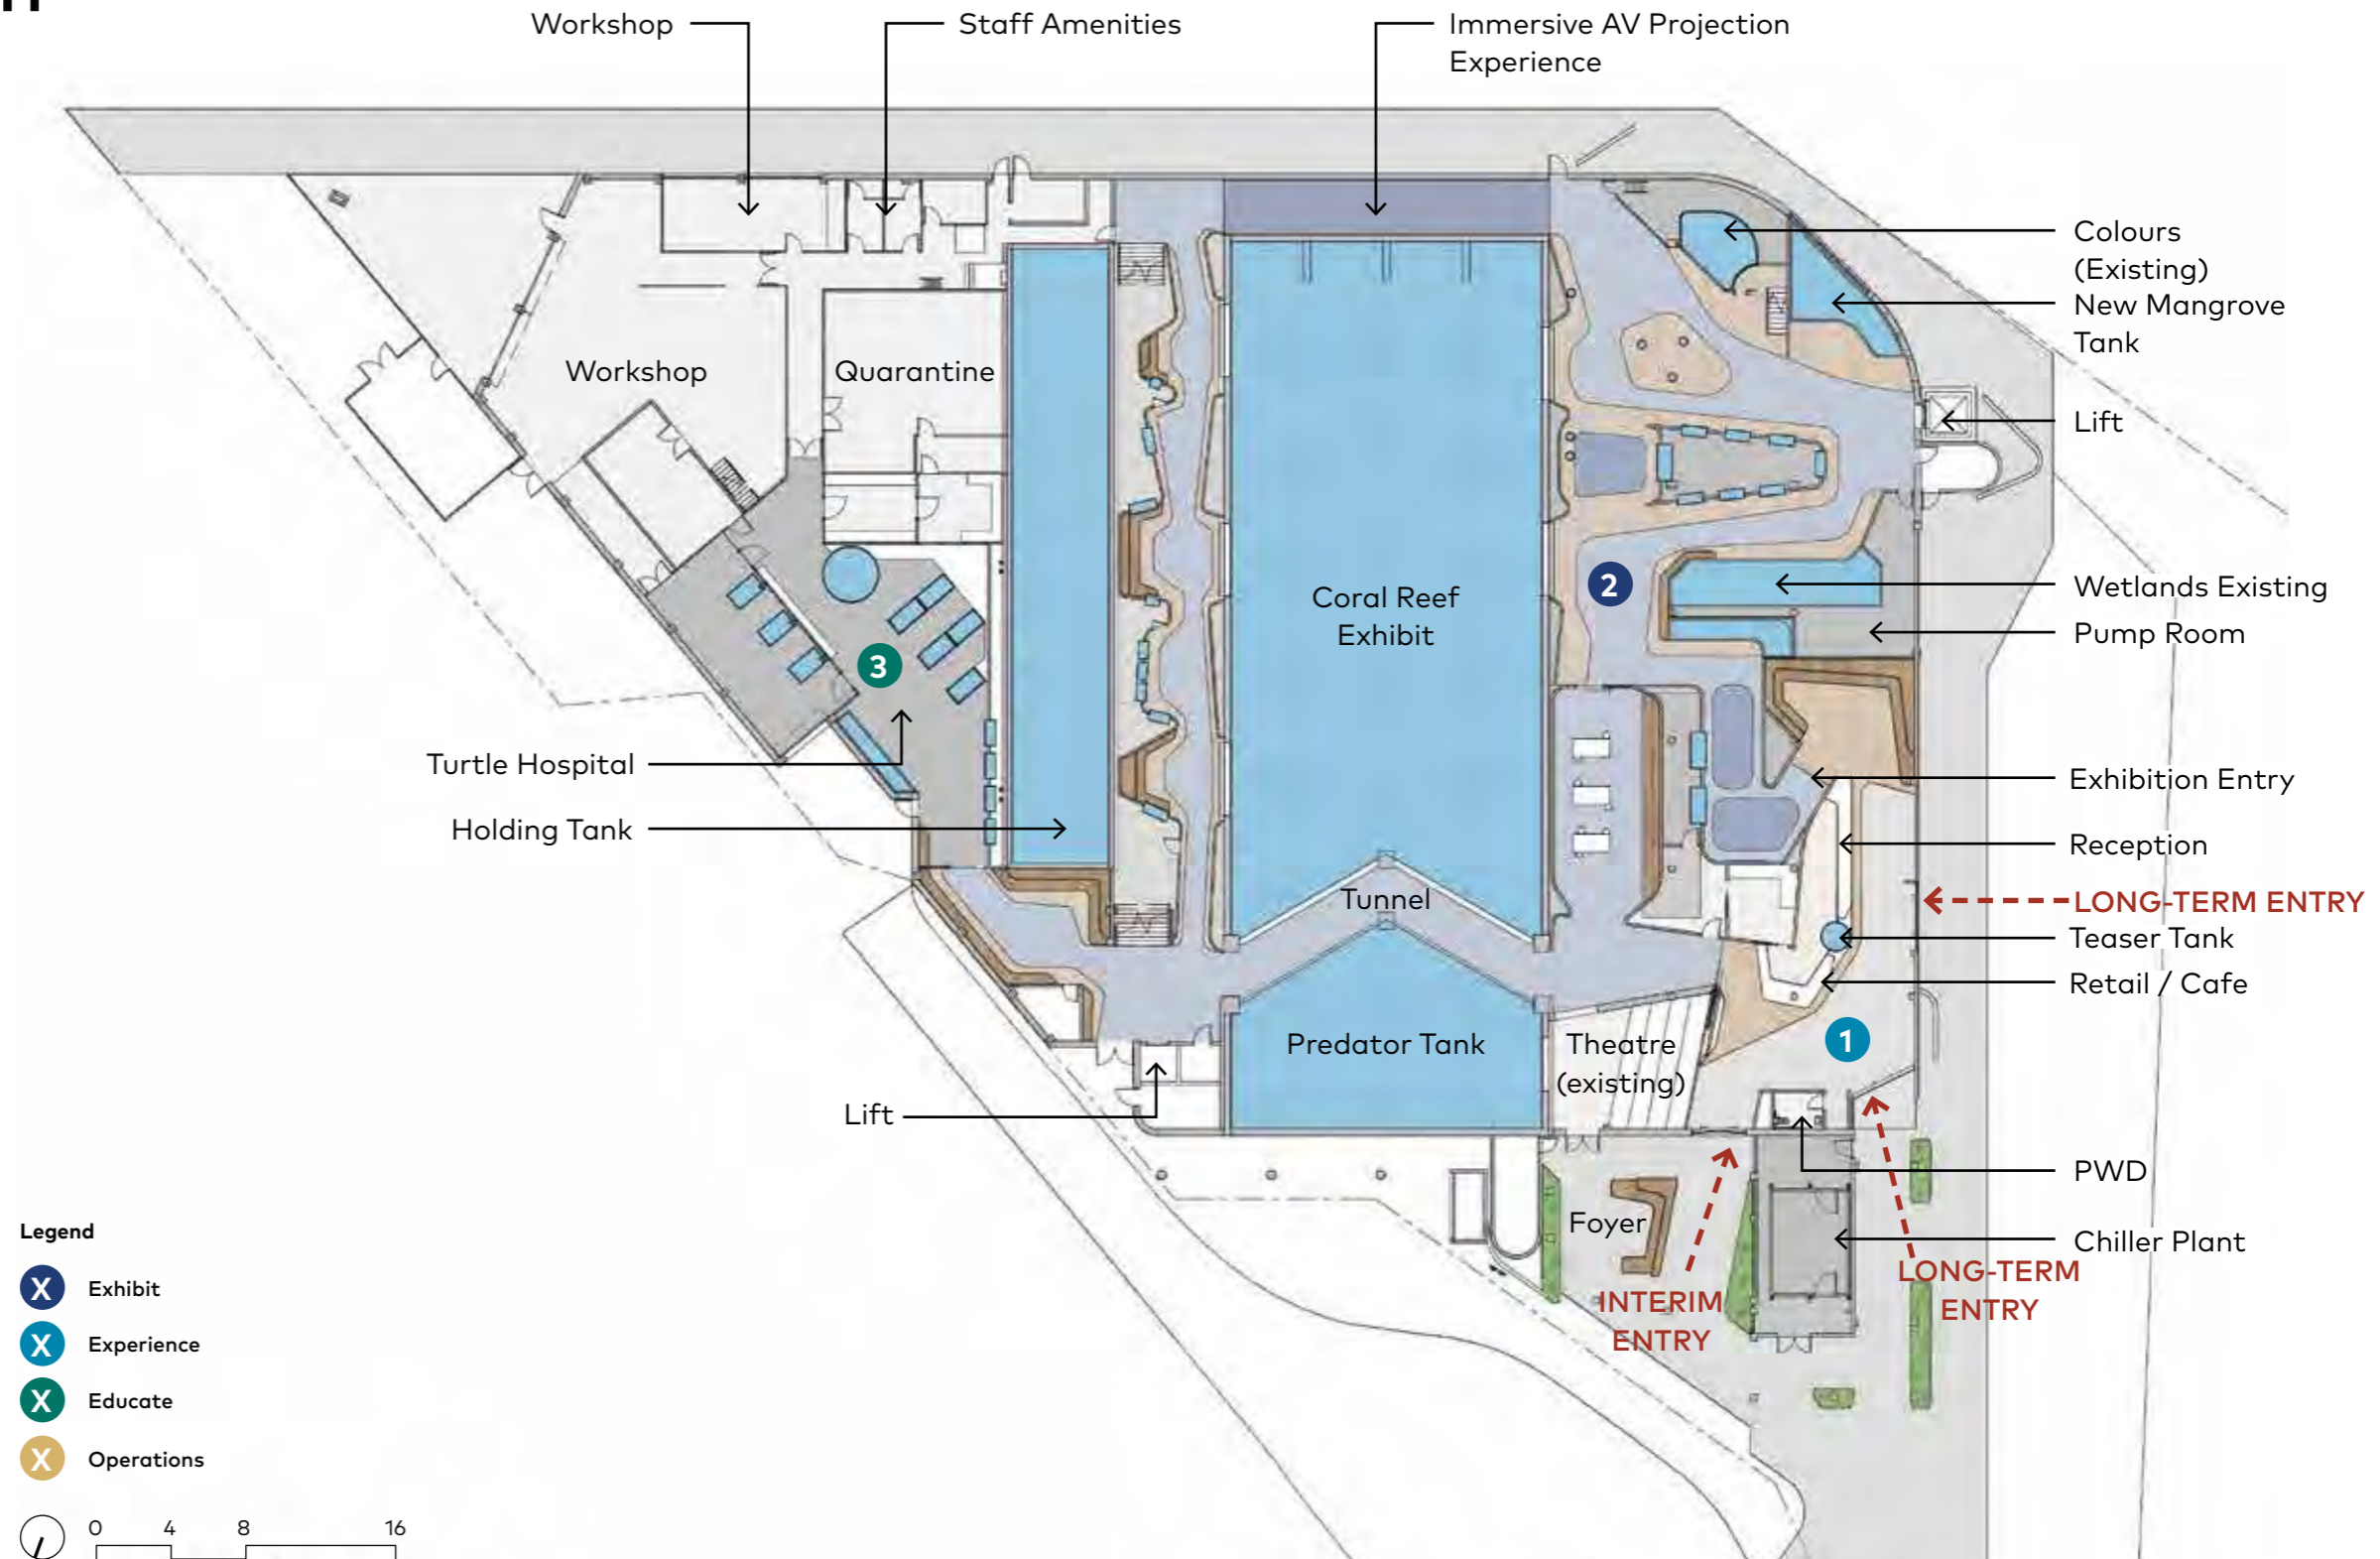 Workshop
Staff Amenities
Immersive AV Projection
Experience
Colours
(Existing)
New Mangrove
Tank
Lift
Workshop
Quarantine
Coral Reef
Exhibit
2
Wetlands Existing
Pump Room
3
Turtle Hospital
Holding Tank
Exhibition Entry
Reception
Tunnel
LONG-TERM ENTRY
Teaser Tank
Retail / Cafe
Predator Tank
Theatre
(existing)
1
Lift
PWD
Foyer
Chiller Plant
INTERIM
ENTRY
LONG-TERM
ENTRY
Legend
X Exhibit
X Experience
X Educate
X Operations
0 4 8 16